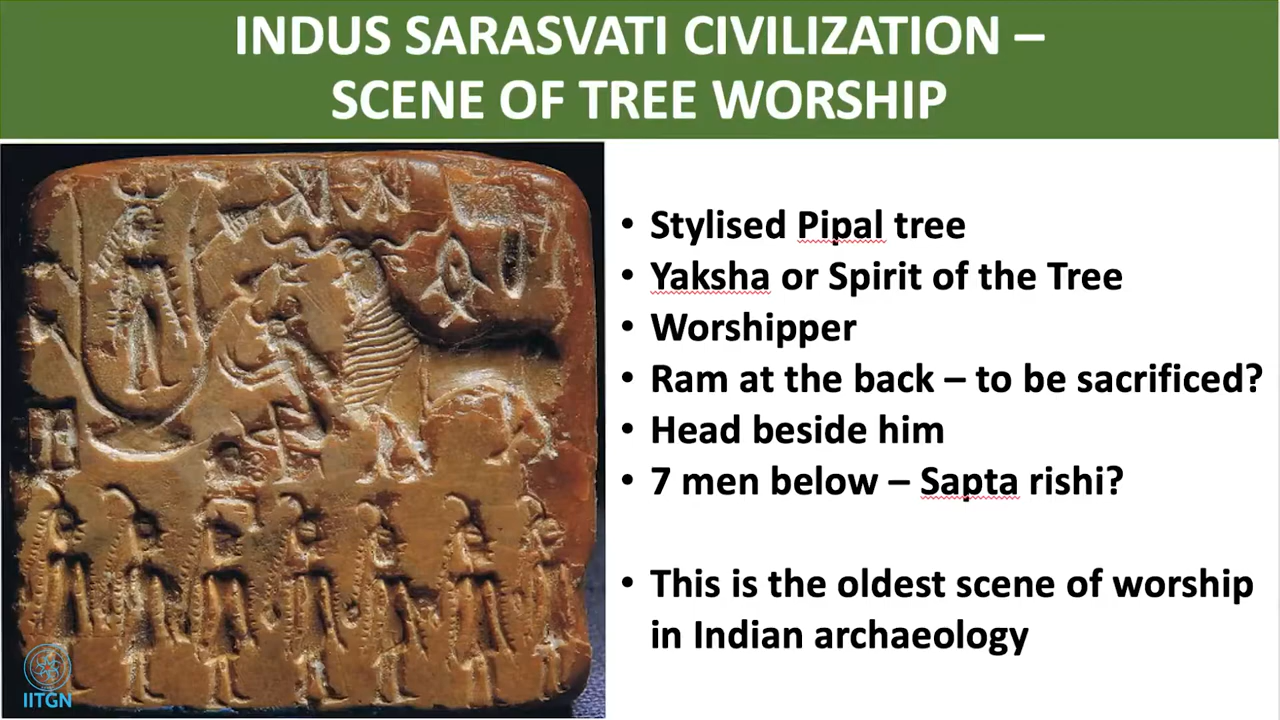 INDUS SARASVATI CIVILIZATION –
SCENE OF TREE WORSHIP
• Stylised Pipal tree
• Yaksha or Spirit of the Tree
• Worshipper
• Ram at the back – to be sacrificed?
• Head beside him
• 7 men below – Sapta rishi?
• This is the oldest scene of worship
in Indian archaeology
IITGN